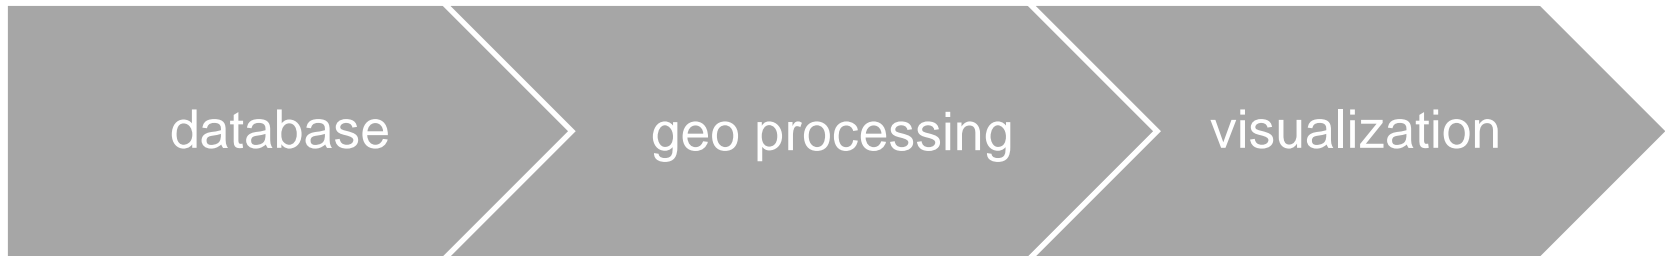 database
geo processing
visualization